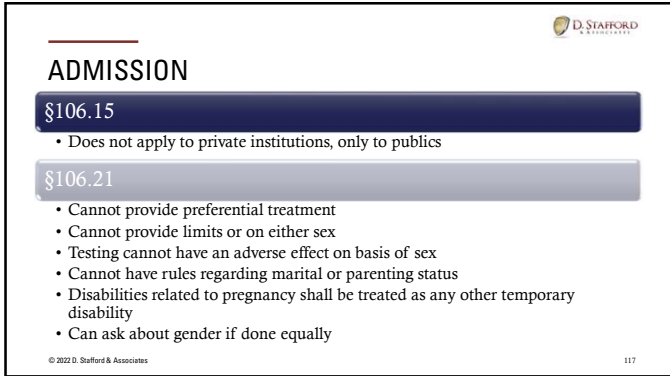 D. STAFFORD
& ASSOCIATES
ADMISSION
§106.15
• Does not apply to private institutions, only to publics
§106.21
• Cannot provide preferential treatment
• Cannot provide limits or on either sex
• Testing cannot have an adverse effect on basis of sex
• Cannot have rules regarding marital or parenting status
• Disabilities related to pregnancy shall be treated as any other temporary
disability
• Can ask about gender if done equally
© 2022 D. Stafford & Associates
117